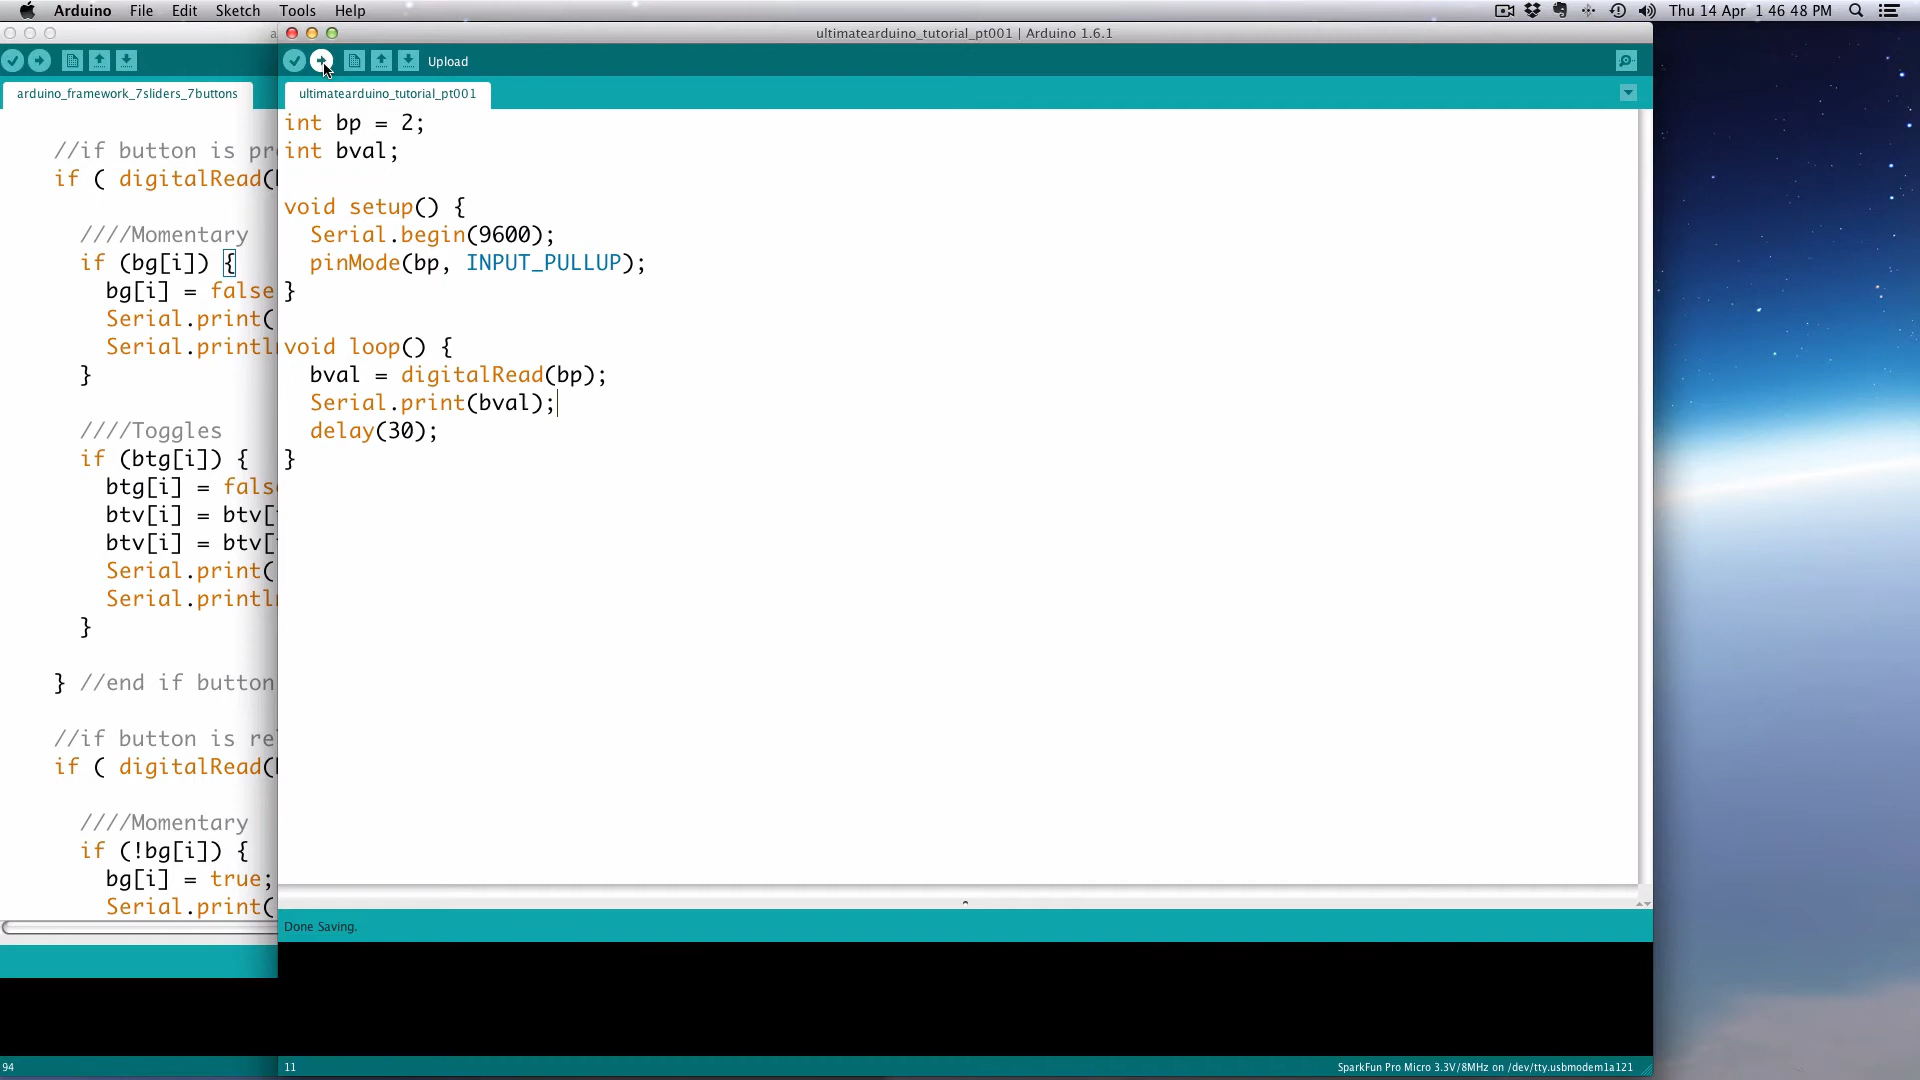 Arduino File Edit Sketch Tools Help
Thu 14 Apr 1 46 48 PM
a
ultimatearduino_tutorial_pt001 | Arduino 1.6.1
Upload
arduino_framework_7sliders_7buttons
ultimatearduino_tutorial_pt001
//if button is pr
if ( digitalRead(
////Momentary
if (bg[i]) {
bg[i] = false
Serial.print(
Serial.println
}
////Toggles
if (btg[i]) {
btg[i] = false
btv[i] = btv[
btv[i] = btv[
Serial.print(
Serial.println
}
} //end if button
//if button is re
if ( digitalRead(
////Momentary
if (!bg[i]) {
bg[i] = true;
Serial.print(
94
int bp = 2;
int bval;
void setup() {
Serial.begin(9600);
pinMode(bp, INPUT_PULLUP);
}
void loop() {
bval = digitalRead(bp);
Serial.print(bval);
delay(30);
}
Done Saving.
11
SparkFun Pro Micro 3.3V/8MHz on /dev/tty.usbmodem1a121